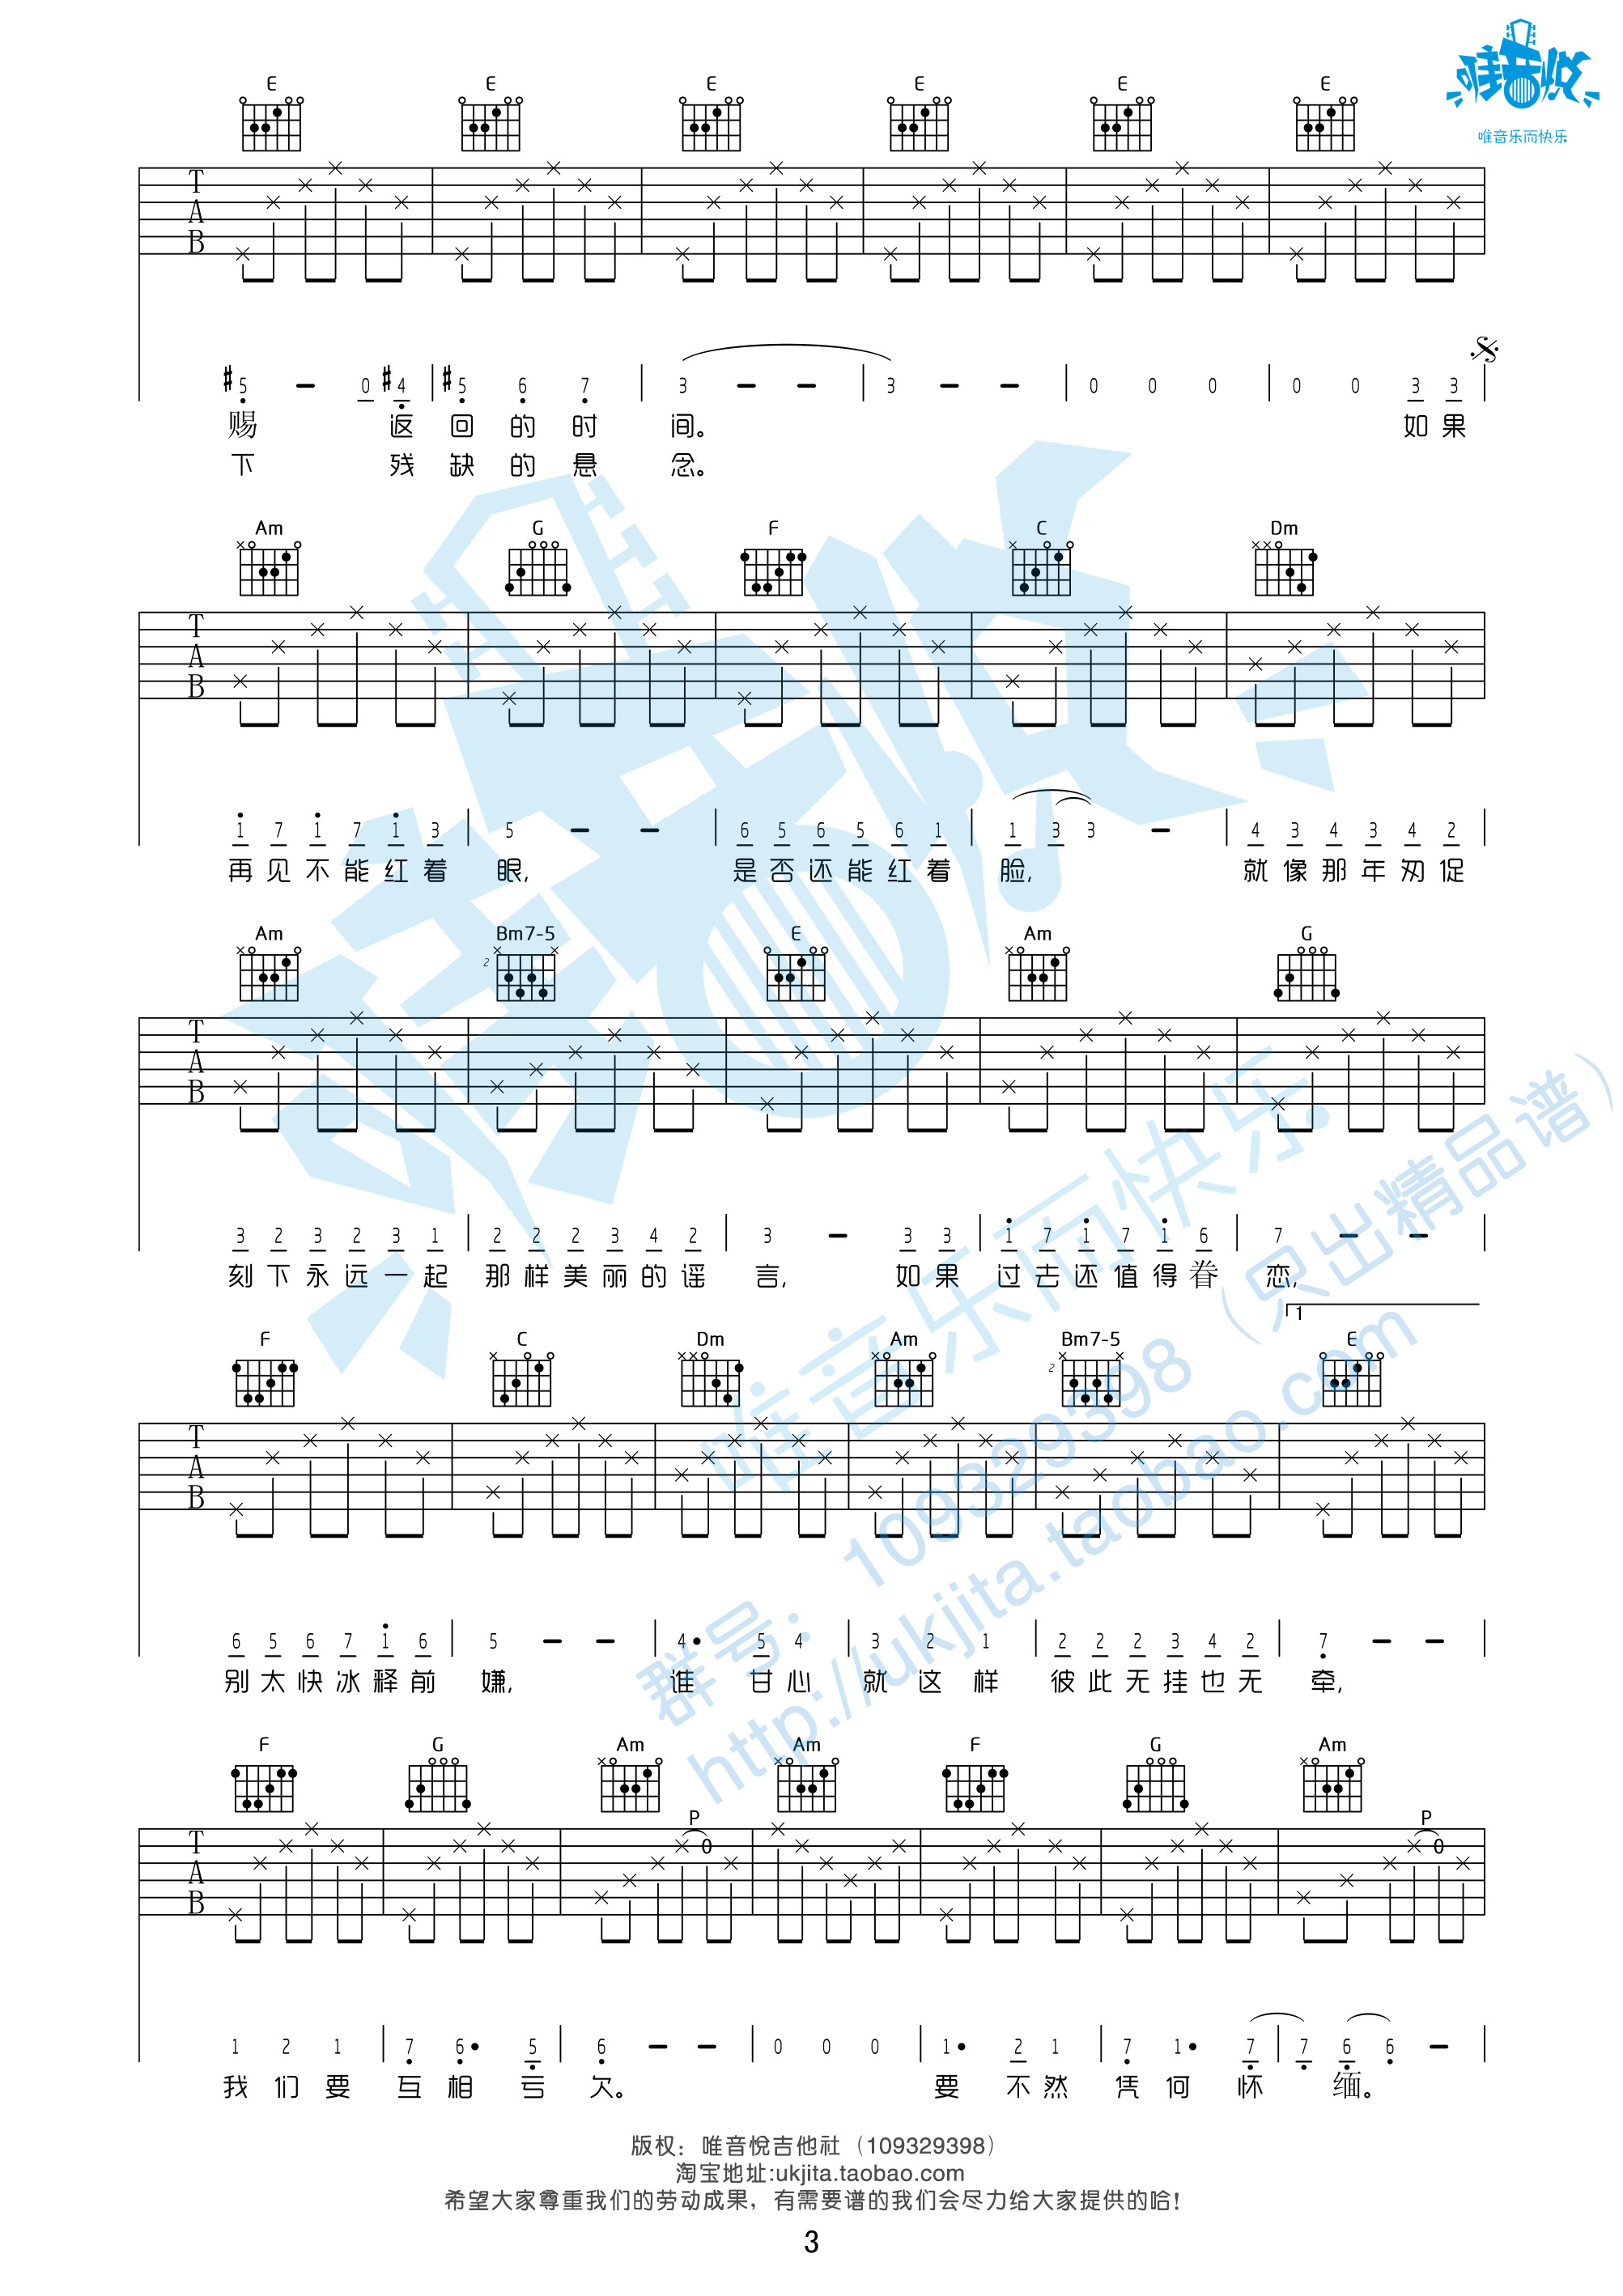 唯音悦
唯音乐而快乐
E E E E E E
T A B
#5 - 0 #4 | #5 6 7 | 3 - - | 3 - - | 0 0 0 | 0 0 3 3
赐 返 回 的 时 间。 如 果
下 残 缺 的 悬 念。
Am G F C Dm
T A B
1 7 1 7 1 3 | 5 - - | 6 5 6 5 6 1 | 1 3 3 - | 4 3 4 3 4 2
再 见 不 能 红 着 眼, 是 否 还 能 红 着 脸, 就 像 那 年 匆 促
Am Bm7-5 E Am G
2
T A B
3 2 3 2 3 1 | 2 2 2 3 4 2 | 3 - 3 3 | 1 7 1 7 1 6 | 7 - -
刻 下 永 远 一 起 那 样 美 丽 的 谣 言, 如 果 过 去 还 值 得 眷 恋,
1
F C Dm Am Bm7-5 E
2
T A B
6 5 6 7 1 6 | 5 - - | 4• 5 4 | 3 2 1 | 2 2 2 3 4 2 | 7 - -
别 太 快 冰 释 前 嫌, 谁 甘 心 就 这 样 彼 此 无 挂 也 无 牵,
F G Am Am F G Am
P P
T A B
0 0
1 2 1 | 7 6• 5 | 6 - - | 0 0 0 | 1• 2 1 | 7 1• 7 | 7 6 6 -
我 们 要 互 相 亏 欠。 要 不 然 凭 何 怀 缅。
唯音乐而快乐
群号：109329398（只出精品谱）
http://ukjita.taobao.com
版权：唯音悦吉他社（109329398）
淘宝地址:ukjita.taobao.com
希望大家尊重我们的劳动成果，有需要谱的我们会尽力给大家提供的哈！
3